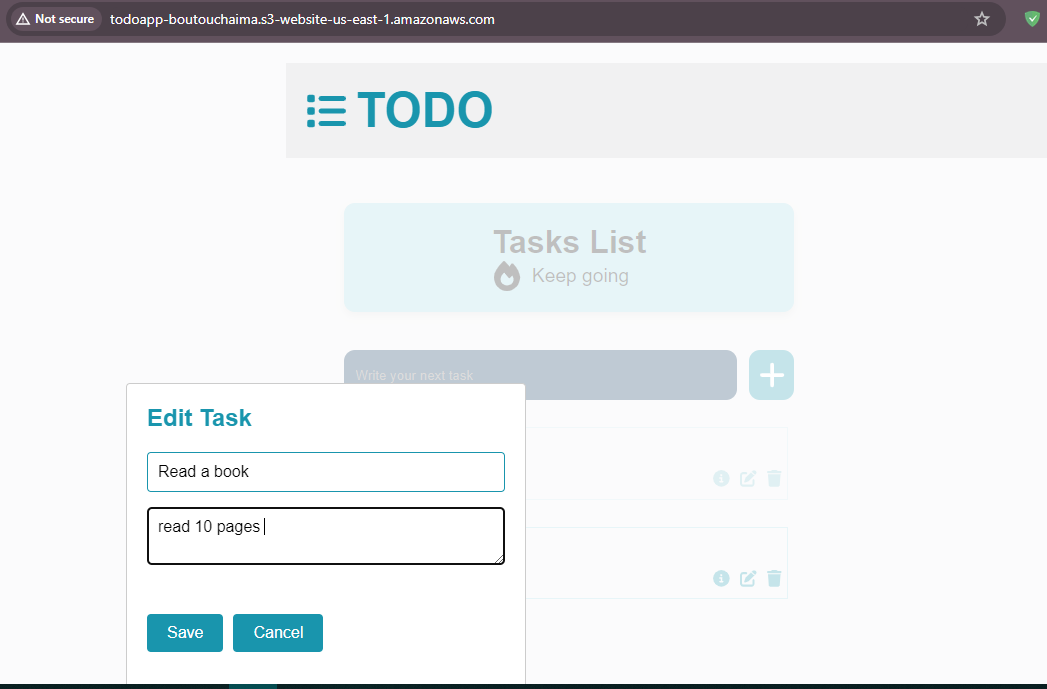 Not secure
todoapp-boutouchaima.s3-website-us-east-1.amazonaws.com
TODO
Tasks List
Keep going
Write your next task
Edit Task
Read a book
read 10 pages
Save
Cancel